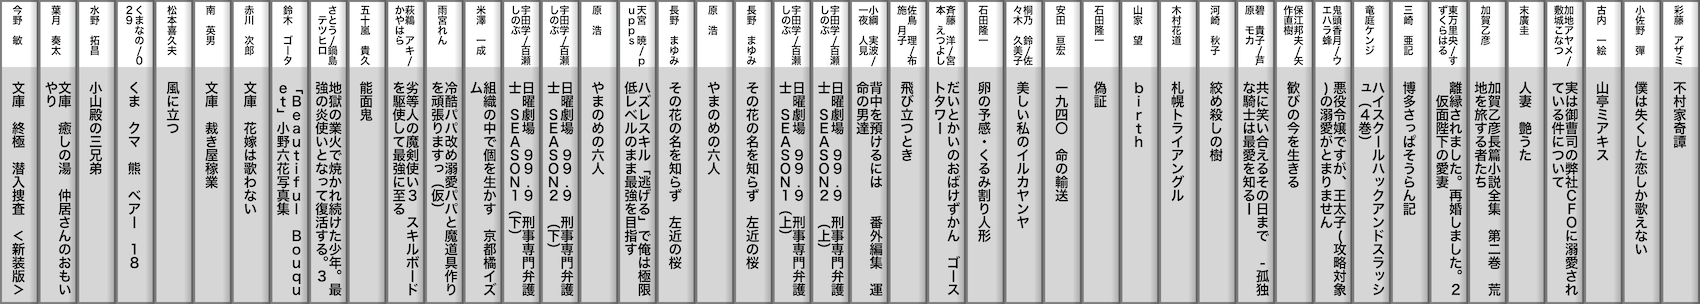 彩藤 アザミ
不村家奇譚
小佐野 彈
僕は失くした恋しか歌えない
古内 一絵
山亭ミアキス
加地アヤメ/
敷城こなつ
実は御曹司の弊社CFOに溺愛され
ている件について
末廣圭
人妻 艶うた
加賀乙彦
加賀乙彦長篇小説全集 第二巻 荒
地を旅する者たち
東万里央/す
ずくらはる
離縁されました。再婚しました。2
仮面陛下の愛妻
三崎 亜記
博多さっぱそうらん記
竜庭ケンジ
ハイスクールハックアンドスラッシ
ュ(4巻)
鬼頭香月/ウ
エハラ蜂
悪役令嬢ですが、王太子(攻略対象
)の溺愛がとまりません
保江邦夫/矢
作直樹
歓びの今を生きる
碧 貴子/芦
原 モカ
共に笑い合えるその日まで -孤独
な騎士は最愛を知るー
河崎 秋子
絞め殺しの樹
木村花道
札幌トライアングル
山家 望
birth
石田隆一
偽証
安田 亘宏
一九四〇 命の輸送
桐乃 鈴/佐
々木 久美子
美しい私のイルカヤンヤ
石田隆一
卵の予感・くるみ割り人形
斉藤 洋/宮
本 えつよし
だいとかいのおばけずかん ゴース
トタワー
佐鳥 理/布
施 月子
飛び立つとき
小綱 実波/
一夜 人見
背中を預けるには 番外編集 運
命の男達
宇田学/百瀬
しのぶ
日曜劇場 99.9 刑事専門弁護
士 SEASON2 (上)
宇田学/百瀬
しのぶ
日曜劇場 99.9 刑事専門弁護
士 SEASON1 (上)
長野 まゆみ
その花の名を知らず 左近の桜
原 浩
やまのめの六人
長野 まゆみ
その花の名を知らず 左近の桜
天宮 暁/p
upps
ハズレスキル「逃げる」で俺は極限
低レベルのまま最強を目指す
原 浩
やまのめの六人
宇田学/百瀬
しのぶ
日曜劇場 99.9 刑事専門弁護
士 SEASON2 (下)
宇田学/百瀬
しのぶ
日曜劇場 99.9 刑事専門弁護
士 SEASON1 (下)
米澤 一成
組織の中で個を生かす 京都橘イズ
ム
雨宮れん
冷酷パパ改め溺愛パパと魔道具作り
を頑張りますっ(仮)
萩鵜 アキ/
かやはら
劣等人の魔剣使い3 スキルボード
を駆使して最強に至る
五十嵐 貴久
能面鬼
さとう/鍋島
テツヒロ
地獄の業火で焼かれ続けた少年。最
強の炎使いとなって復活する。3
鈴木 ゴータ
「Beautiful Bouqu
et」小野六花写真集
赤川 次郎
文庫 花嫁は歌わない
南 英男
文庫 裁き屋稼業
松本喜久夫
風に立つ
くまなの/0
29
くま クマ 熊 ベアー 18
水野 拓昌
小山殿の三兄弟
葉月 奏太
文庫 癒しの湯 仲居さんのおもい
やり
今野 敏
文庫 終極 潜入捜査 <新装版>